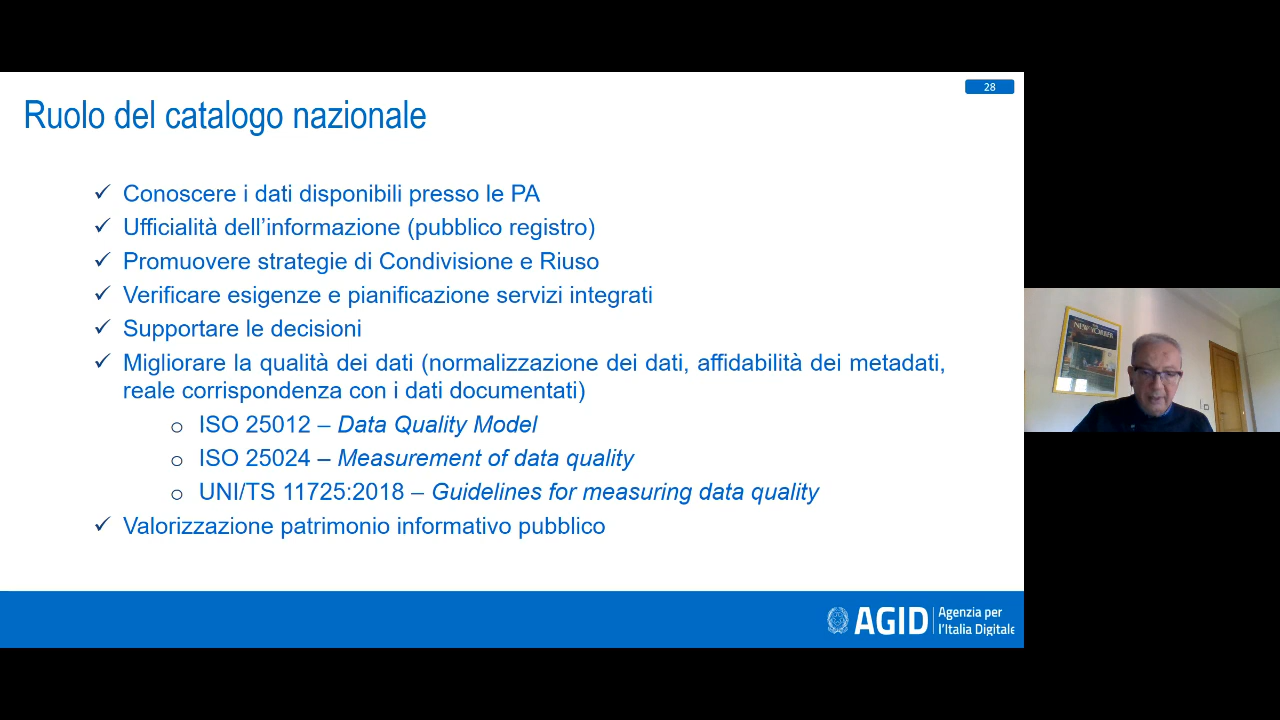 28
Ruolo del catalogo nazionale
✓ Conoscere i dati disponibili presso le PA
✓ Ufficialità dell’informazione (pubblico registro)
✓ Promuovere strategie di Condivisione e Riuso
✓ Verificare esigenze e pianificazione servizi integrati
✓ Supportare le decisioni
✓ Migliorare la qualità dei dati (normalizzazione dei dati, affidabilità dei metadati,
reale corrispondenza con i dati documentati)
o ISO 25012 – Data Quality Model
o ISO 25024 – Measurement of data quality
o UNI/TS 11725:2018 – Guidelines for measuring data quality
✓ Valorizzazione patrimonio informativo pubblico
AGID
Agenzia per
l’Italia Digitale
NEW YORKER